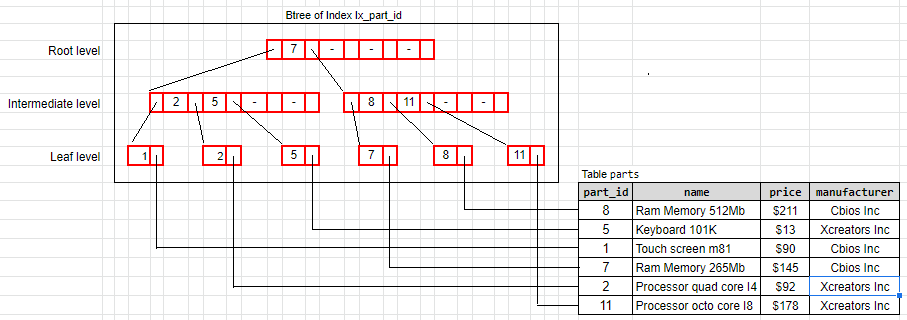 Btree of Index Ix_part_id
Root level 7 - - -
Intermediate level 2 5 - - 8 11 - -
Leaf level 1 2 5 7 8 11
Table parts
part_id name price manufacturer
8 Ram Memory 512Mb $211 Cbios Inc
5 Keyboard 101K $13 Xcreators Inc
1 Touch screen m81 $90 Cbios Inc
7 Ram Memory 265Mb $145 Cbios Inc
2 Processor quad core I4 $92 Xcreators Inc
11 Processor octo core I8 $178 Xcreators Inc